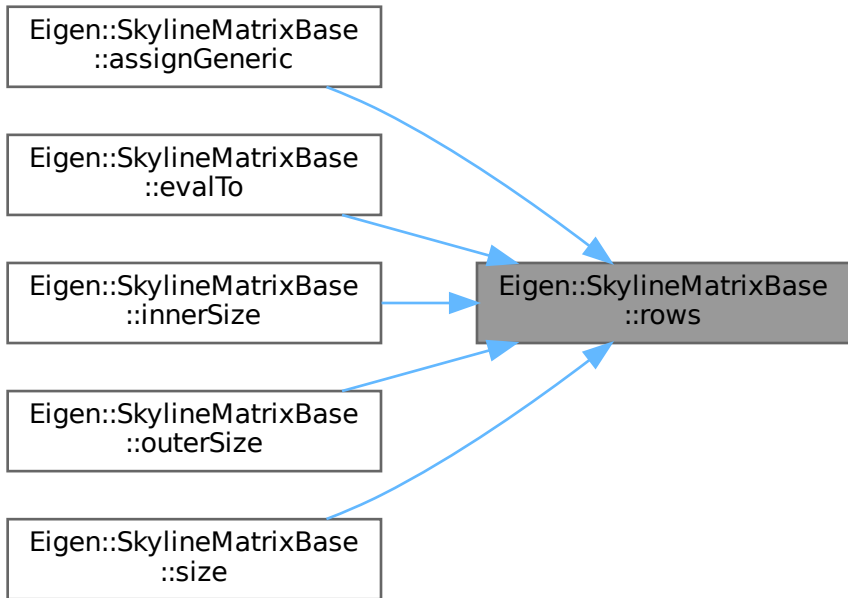 Eigen::SkylineMatrixBase
::assignGeneric
Eigen::SkylineMatrixBase
::evalTo
Eigen::SkylineMatrixBase
::innerSize
Eigen::SkylineMatrixBase
::rows
Eigen::SkylineMatrixBase
::outerSize
Eigen::SkylineMatrixBase
::size